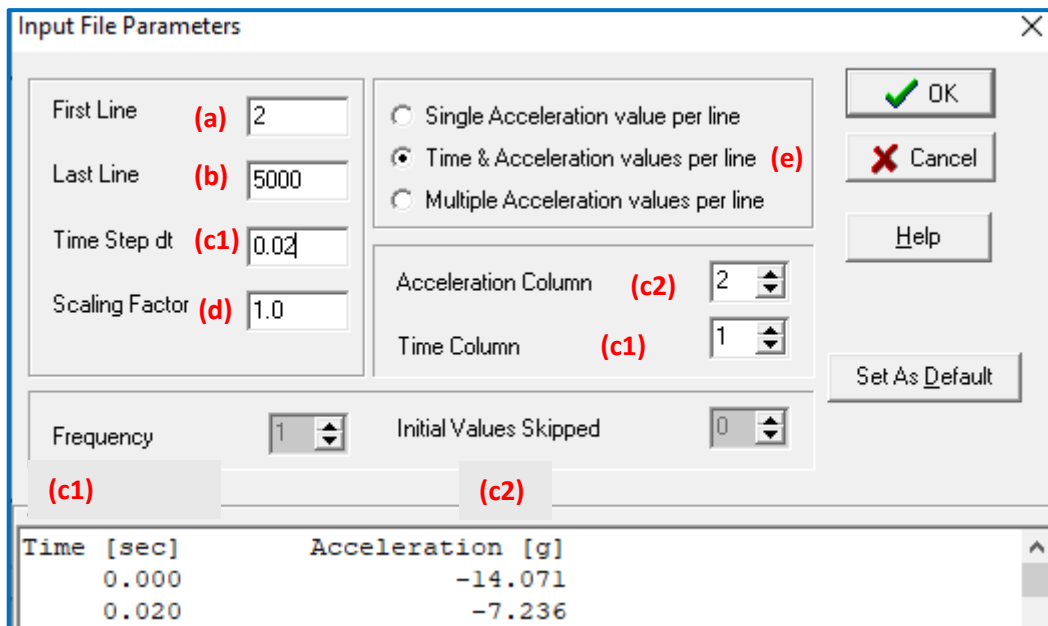 Input File Parameters
First Line (a) 2
Last Line (b) 5000
Time Step dt (c1) 0.02
Scaling Factor (d) 1.0
Single Acceleration value per line
Time & Acceleration values per line (e)
Multiple Acceleration values per line
Acceleration Column (c2) 2
Time Column (c1) 1
OK
Cancel
Help
Set As Default
Frequency 1
Initial Values Skipped 0
(c1) (c2)
Time [sec] Acceleration [g]
0.000 -14.071
0.020 -7.236